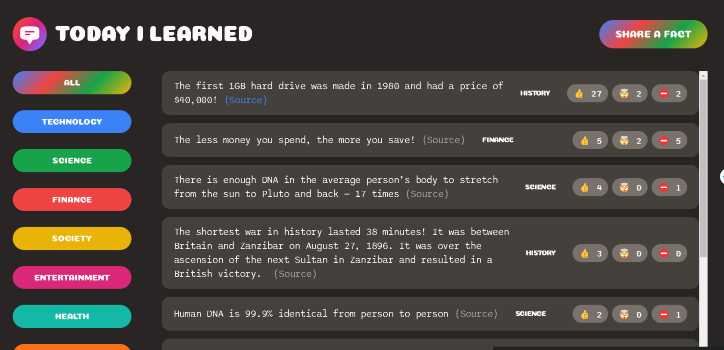 TODAY I LEARNED
SHARE A FACT
ALL
TECHNOLOGY
SCIENCE
FINANCE
SOCIETY
ENTERTAINMENT
HEALTH
The first 1GB hard drive was made in 1980 and had a price of
$40,000! (Source)
HISTORY
👍 27 🤯 2 ⛔ 2
The less money you spend, the more you save! (Source)
FINANCE
👍 5 🤯 2 ⛔ 5
There is enough DNA in the average person's body to stretch
from the sun to Pluto and back — 17 times (Source)
SCIENCE
👍 4 🤯 0 ⛔ 1
The shortest war in history lasted 38 minutes! It was between
Britain and Zanzibar on August 27, 1896. It was over the
ascension of the next Sultan in Zanzibar and resulted in a
British victory. (Source)
HISTORY
👍 3 🤯 0 ⛔ 0
Human DNA is 99.9% identical from person to person (Source)
SCIENCE
👍 2 🤯 0 ⛔ 1